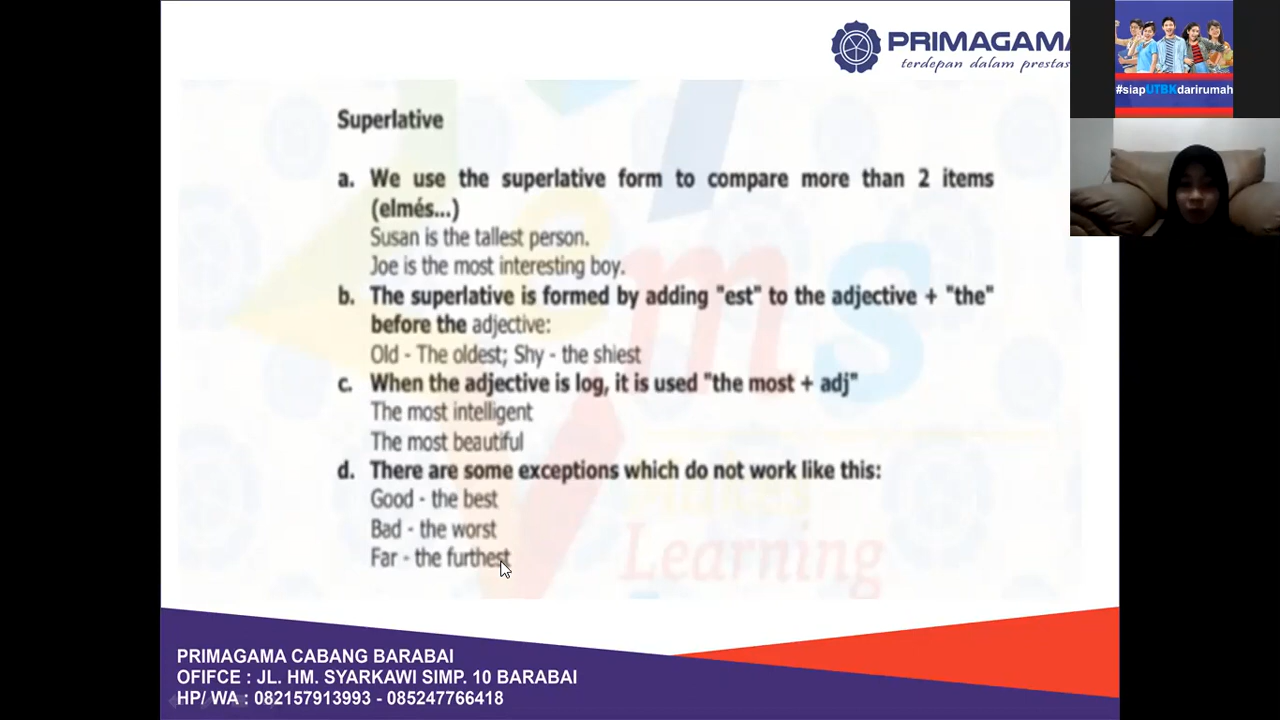 PRIMAGAMA
terdepan dalam prestas
#siapUTBKdarirumah
Superlative
a. We use the superlative form to compare more than 2 items
(elmés...)
Susan is the tallest person.
Joe is the most interesting boy.
b. The superlative is formed by adding "est" to the adjective + "the"
before the adjective:
Old - The oldest; Shy - the shiest
c. When the adjective is log, it is used "the most + adj"
The most intelligent
The most beautiful
d. There are some exceptions which do not work like this:
Good - the best
Bad - the worst
Far - the furthest
ms
Makes
Learning
PRIMAGAMA CABANG BARABAI
OFIFCE : JL. HM. SYARKAWI SIMP. 10 BARABAI
HP/ WA : 082157913993 - 085247766418